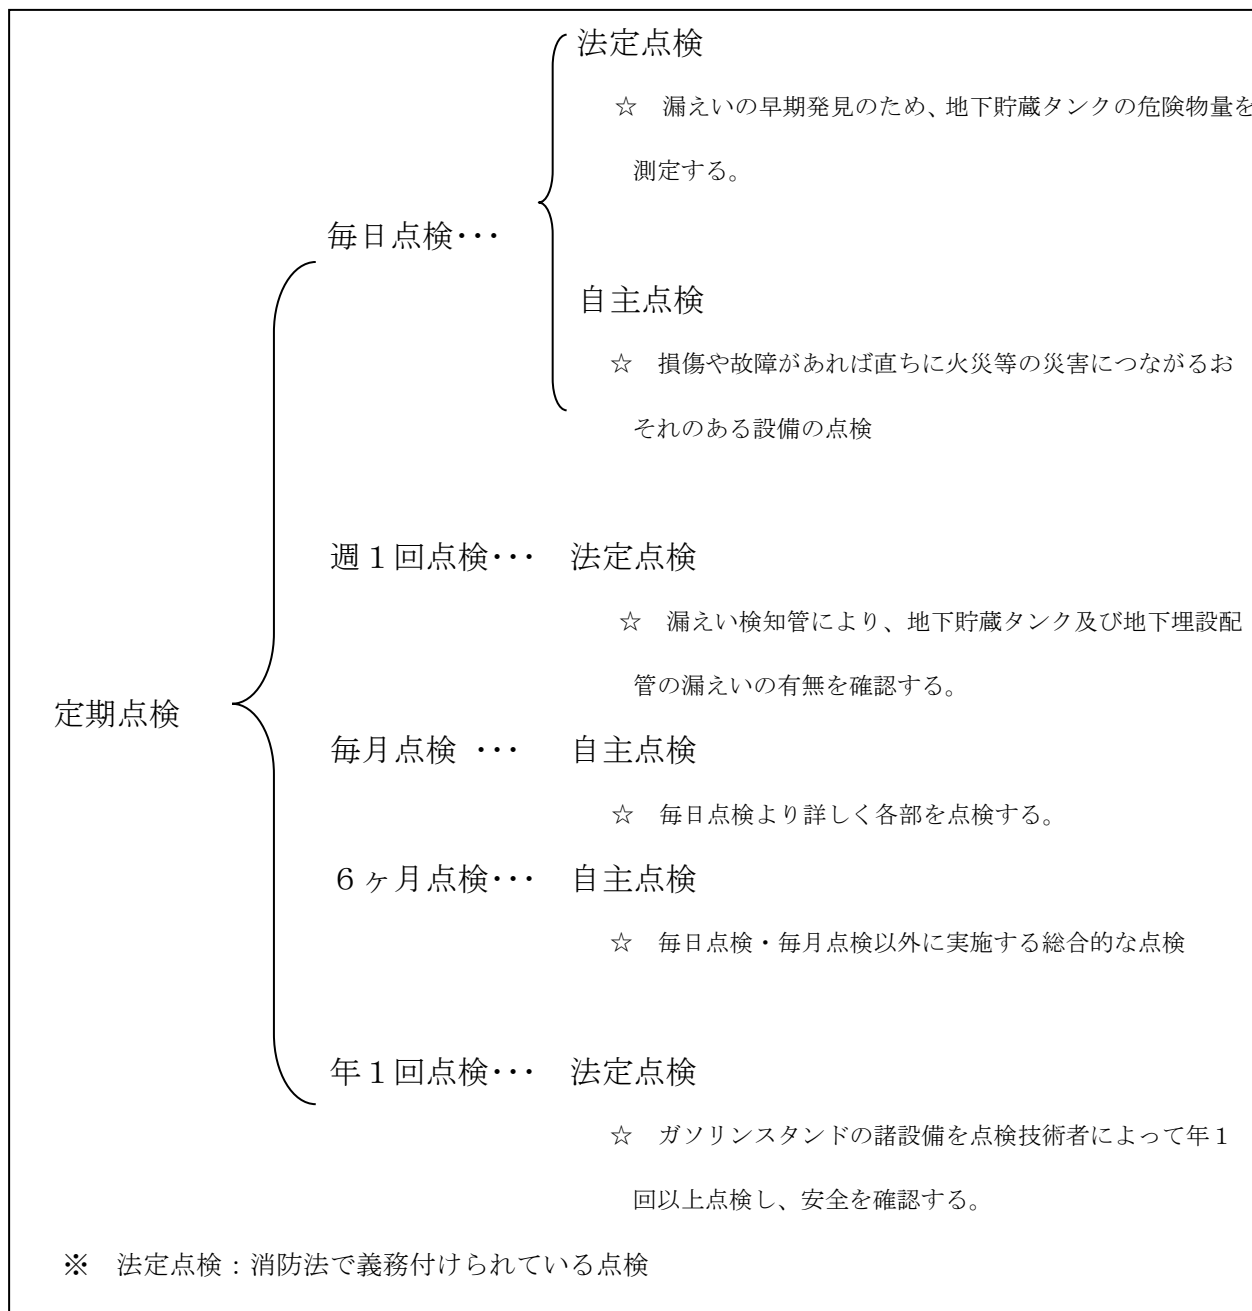 法定点検
☆　漏えいの早期発見のため、地下貯蔵タンクの危険物量を
測定する。
毎日点検･･･
自主点検
☆　損傷や故障があれば直ちに火災等の災害につながるお
それのある設備の点検
週１回点検･･･　法定点検
☆　漏えい検知管により、地下貯蔵タンク及び地下埋設配
管の漏えいの有無を確認する。
定期点検
毎月点検 ･･･　自主点検
☆　毎日点検より詳しく各部を点検する。
６ヶ月点検･･･　自主点検
☆　毎日点検・毎月点検以外に実施する総合的な点検
年１回点検･･･　法定点検
☆　ガソリンスタンドの諸設備を点検技術者によって年１
回以上点検し、安全を確認する。
※　法定点検：消防法で義務付けられている点検